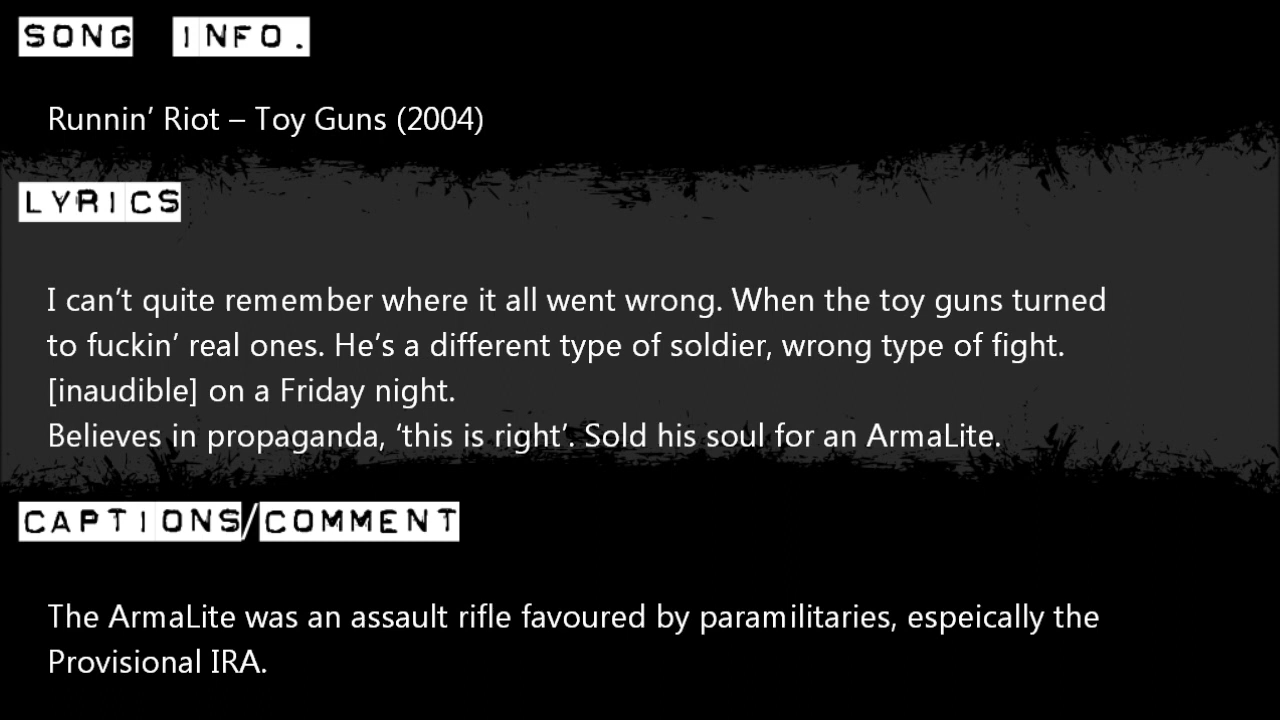 SONG INFO.
Runnin’ Riot – Toy Guns (2004)
LYRICS
I can’t quite remember where it all went wrong. When the toy guns turned
to fuckin’ real ones. He’s a different type of soldier, wrong type of fight.
[inaudible] on a Friday night.
Believes in propaganda, ‘this is right’. Sold his soul for an ArmaLite.
CAPTIONS/COMMENT
The ArmaLite was an assault rifle favoured by paramilitaries, espeically the
Provisional IRA.